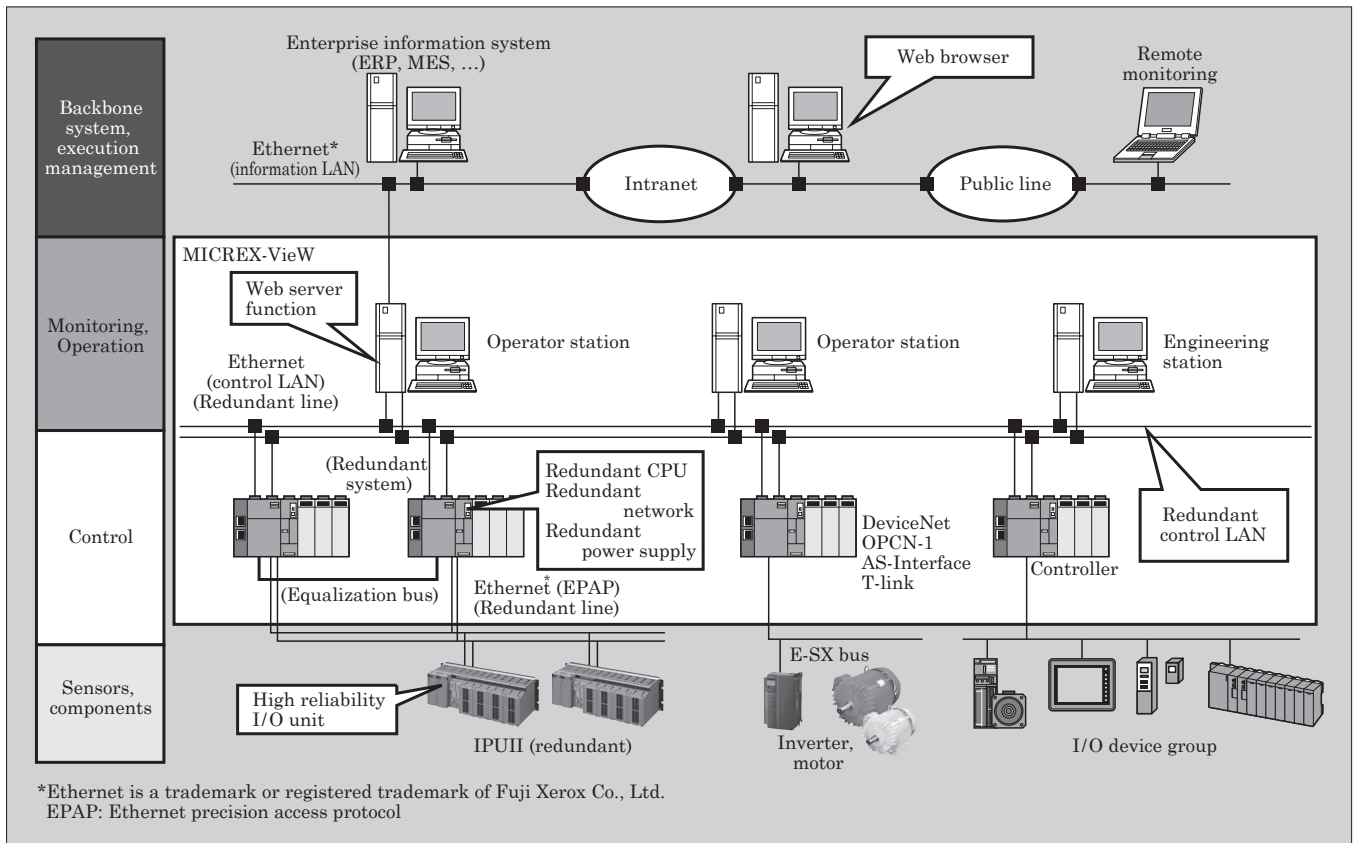 Backbone
system,
execution
management
Enterprise information system
(ERP, MES, …)
Web browser
Remote
monitoring
Ethernet*
(information LAN)
Intranet
Public line
Monitoring,
Operation
MICREX-VieW
Web server
function
Operator station
Operator station
Engineering
station
Ethernet
(control LAN)
(Redundant line)
Control
(Redundant
system)
Redundant CPU
Redundant
network
Redundant
power supply
DeviceNet
OPCN-1
AS-Interface
T-link
Controller
Redundant
control LAN
(Equalization bus)
Ethernet* (EPAP)
(Redundant line)
Sensors,
components
High reliability
I/O unit
IPUII (redundant)
E-SX bus
Inverter,
motor
I/O device group
*Ethernet is a trademark or registered trademark of Fuji Xerox Co., Ltd.
EPAP: Ethernet precision access protocol